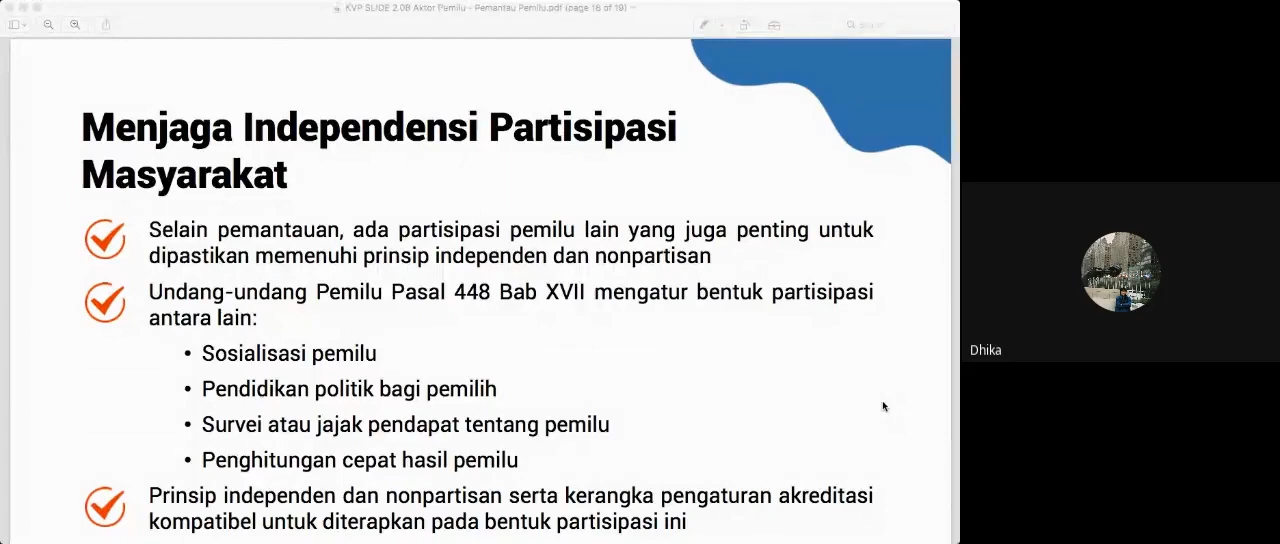 KVP SLIDE 2.0B Aktor Pemilu - Pemantau Pemilu.pdf (page 16 of 19)
Menjaga Independensi Partisipasi
Masyarakat
Selain pemantauan, ada partisipasi pemilu lain yang juga penting untuk
dipastikan memenuhi prinsip independen dan nonpartisan
Undang-undang Pemilu Pasal 448 Bab XVII mengatur bentuk partisipasi
antara lain:
• Sosialisasi pemilu
• Pendidikan politik bagi pemilih
• Survei atau jajak pendapat tentang pemilu
• Penghitungan cepat hasil pemilu
Prinsip independen dan nonpartisan serta kerangka pengaturan akreditasi
kompatibel untuk diterapkan pada bentuk partisipasi ini
Dhika